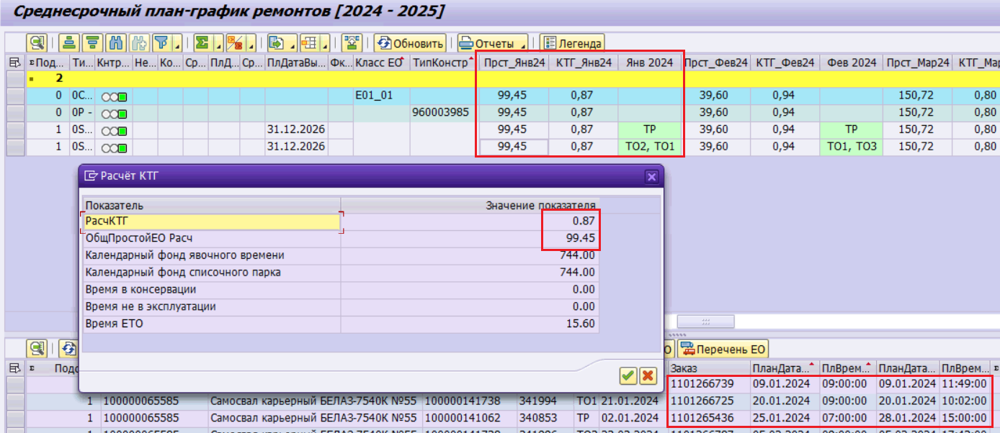 Среднесрочный план-график ремонтов [2024 - 2025]
Обновить Отчеты Легенда
Под... Ти... Кнтр... Не... Ко... Ср... ПлД... Ср... ПлДатаВы... Фк... Класс ЕО ТипКонстр Прст_Янв24 КТГ_Янв24 Янв 2024 Прст_Фев24 КТГ_Фев24 Фев 2024 Прст_Мар24 КТГ_Мар
2
0 0С... E01_01 99,45 0,87 39,60 0,94 150,72 0,80
0 0Р - 960003985 99,45 0,87 39,60 0,94 150,72 0,80
1 0S... 31.12.2026 99,45 0,87 ТР 39,60 0,94 ТР 150,72 0,80
1 0S... 31.12.2026 99,45 0,87 ТО2, ТО1 39,60 0,94 ТО1, ТО3 150,72 0,80
Расчёт КТГ
Показатель Значение показателя
РасчКТГ 0.87
ОбщПростойЕО Расч 99.45
Календарный фонд явочного времени 744.00
Календарный фонд списочного парка 744.00
Время в консервации 0.00
Время не в эксплуатации 0.00
Время ЕТО 15.60
О Перечень ЕО
Подс Заказ ПланДата... ПлВрем... ПланДата... ПлВрем...
1101266739 09.01.2024 09:00:00 09.01.2024 11:49:00
1 100000065585 Самосвал карьерный БЕЛАЗ-7540К №55 100000141738 341994 ТО1 21.01.2024 1101266725 20.01.2024 09:00:00 20.01.2024 10:02:00
1 100000065585 Самосвал карьерный БЕЛАЗ-7540К №55 100000141062 340853 ТР 02.01.2024 1101265436 25.01.2024 07:00:00 28.01.2024 15:00:00
1 100000065585 Самосвал карьерный БЕЛАЗ-7540К №55